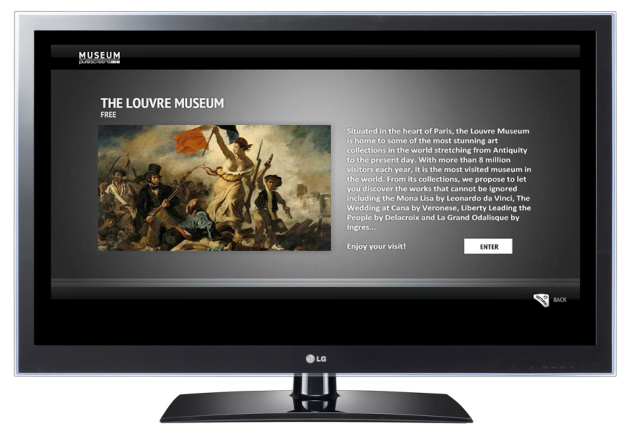 MUSEUM
purescreens
THE LOUVRE MUSEUM
FREE
Situated in the heart of Paris, the Louvre Museum
is home to some of the most stunning art
collections in the world stretching from Antiquity
to the present day. With more than 8 million
visitors each year, it is the most visited museum in
the world. From its collections, we propose to let
you discover the works that cannot be ignored
including the Mona Lisa by Leonardo da Vinci, The
Wedding at Cana by Veronese, Liberty Leading the
People by Delacroix and La Grand Odalisque by
Ingres...
Enjoy your visit!
ENTER
BACK
LG